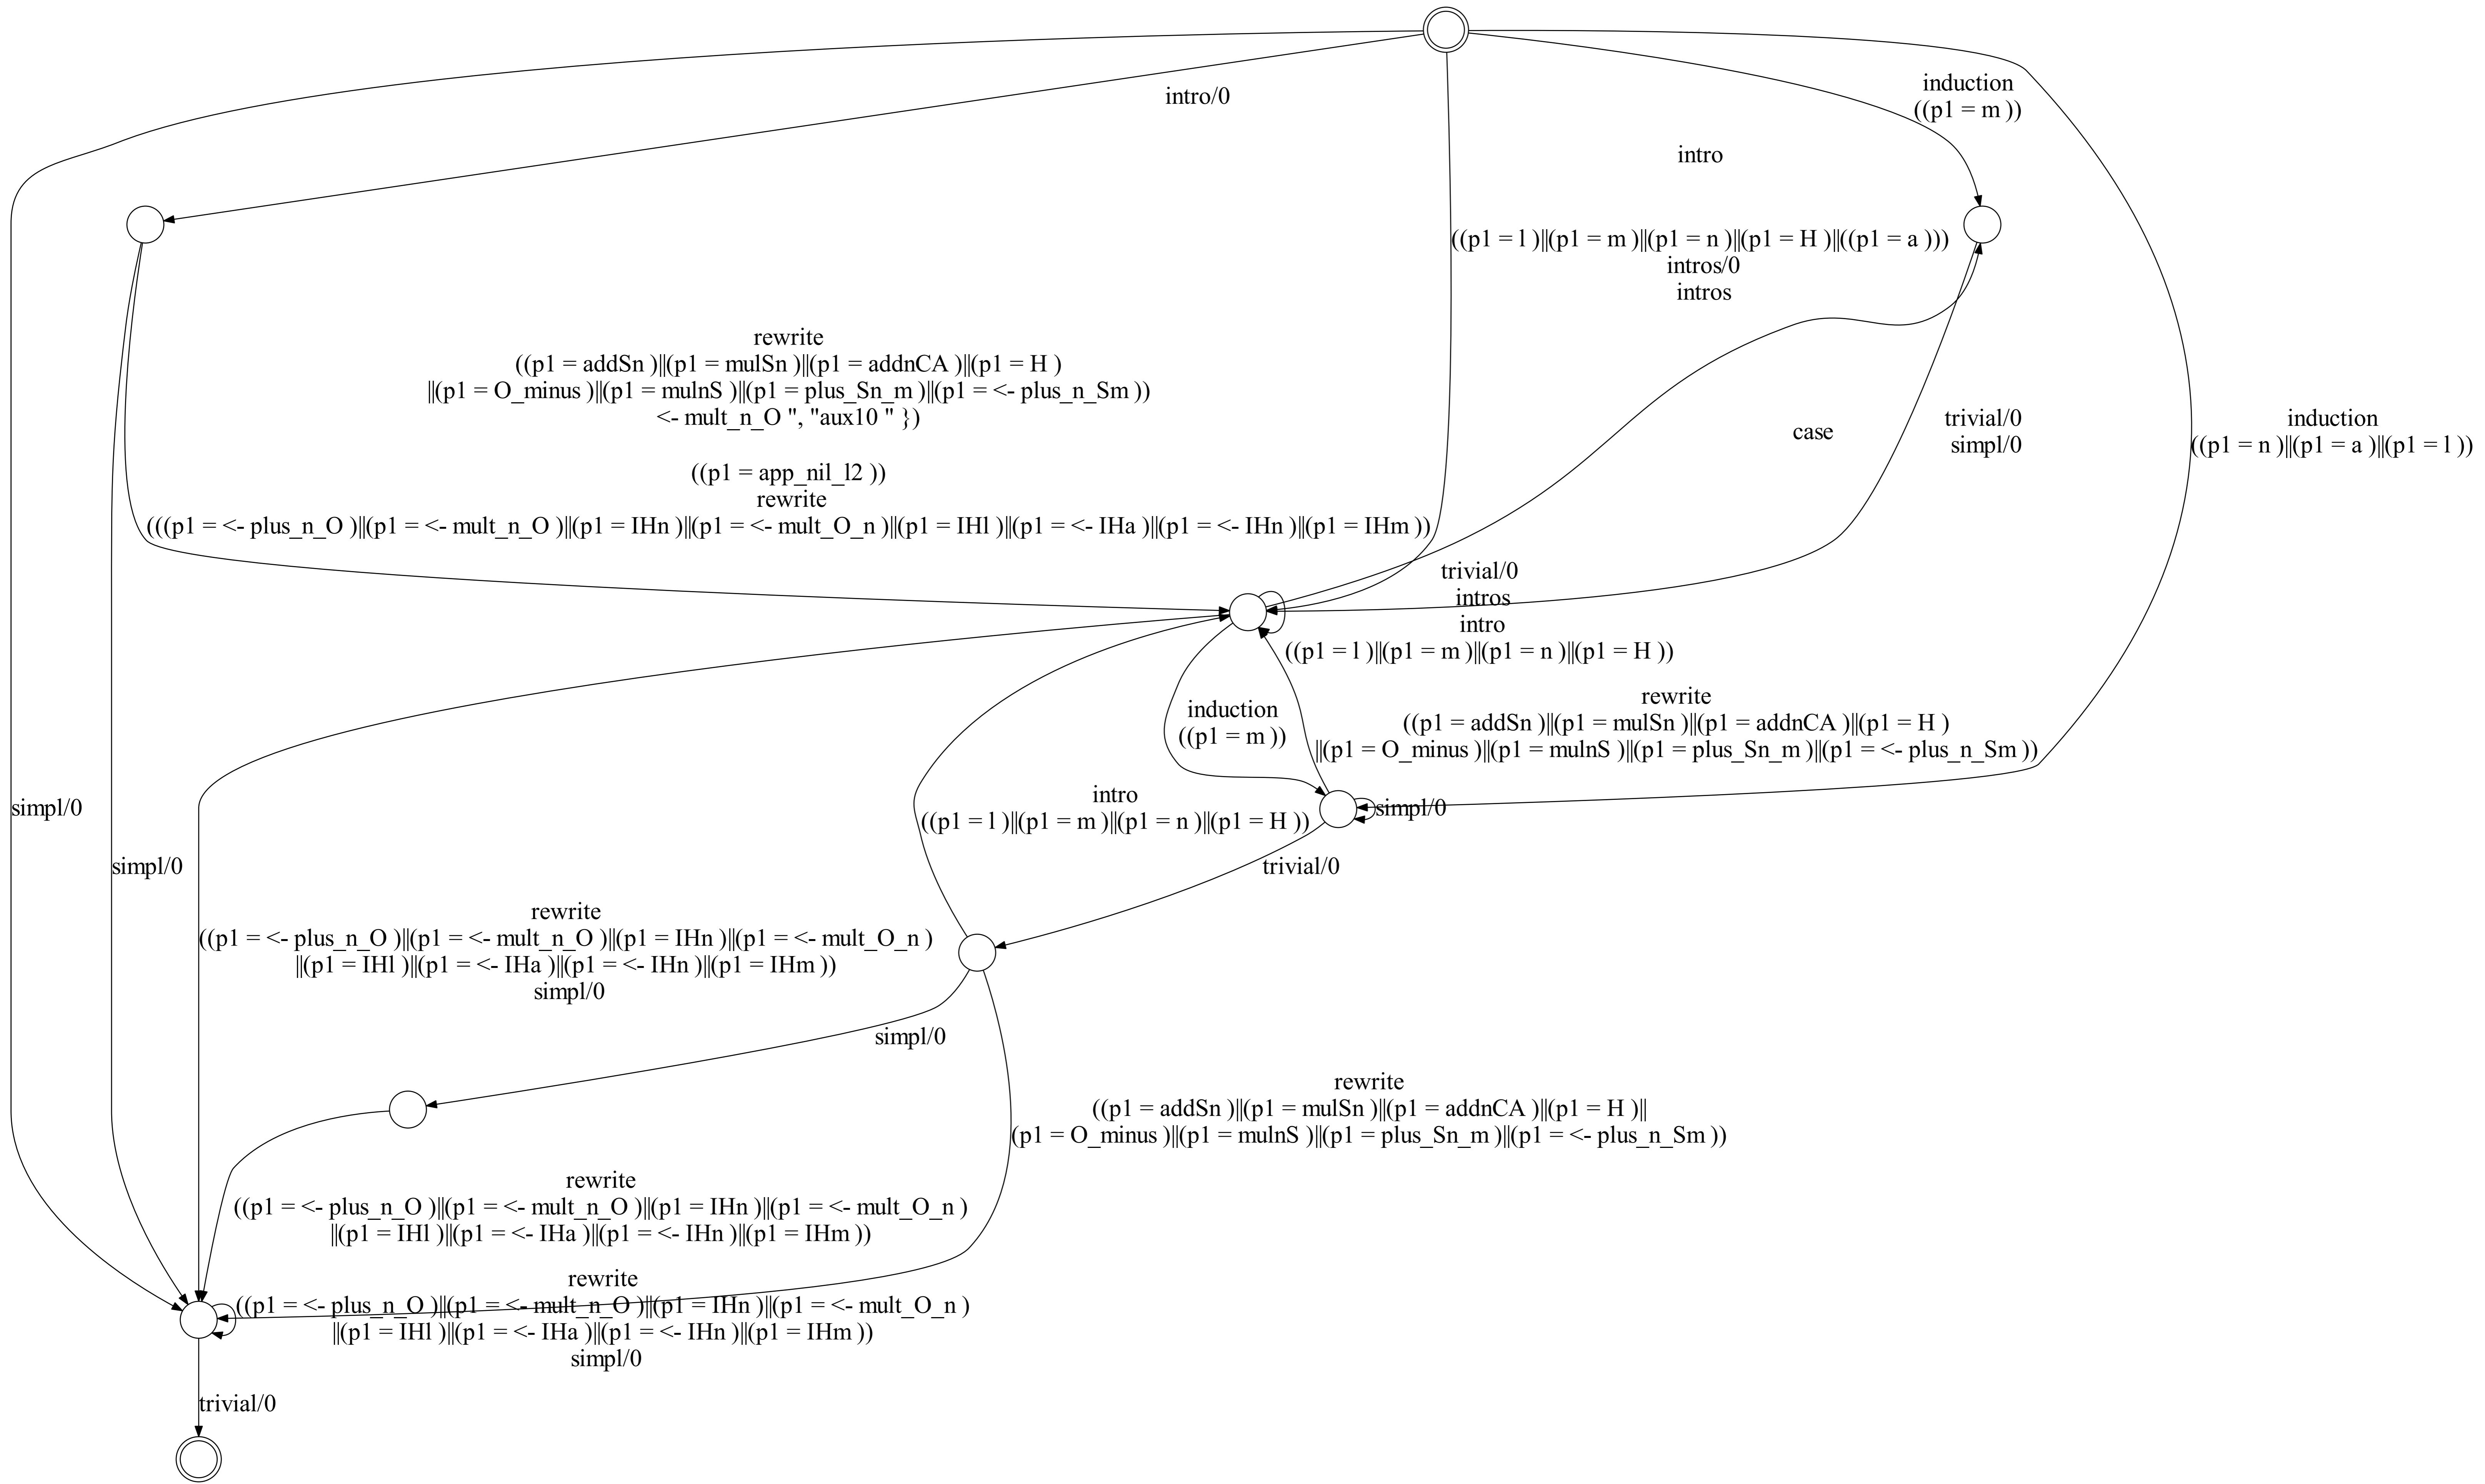 induction
((p1 = m ))
intro/0
intro
((p1 = l )||(p1 = m )||(p1 = n )||(p1 = H )||((p1 = a )))
intros/0
intros
rewrite
((p1 = addSn )||(p1 = mulSn )||(p1 = addnCA )||(p1 = H )
||(p1 = O_minus )||(p1 = mulnS )||(p1 = plus_Sn_m )||(p1 = <- plus_n_Sm ))
<- mult_n_O ", "aux10 " })
((p1 = app_nil_l2 ))
rewrite
(((p1 = <- plus_n_O )||(p1 = <- mult_n_O )||(p1 = IHn )||(p1 = <- mult_O_n )||(p1 = IHl )||(p1 = <- IHa )||(p1 = <- IHn )||(p1 = IHm ))
case
trivial/0
simpl/0
induction
((p1 = n )||(p1 = a )||(p1 = l ))
trivial/0
intros
intro
((p1 = l )||(p1 = m )||(p1 = n )||(p1 = H ))
induction
((p1 = m ))
rewrite
((p1 = addSn )||(p1 = mulSn )||(p1 = addnCA )||(p1 = H )
||(p1 = O_minus )||(p1 = mulnS )||(p1 = plus_Sn_m )||(p1 = <- plus_n_Sm ))
simpl/0
intro
((p1 = l )||(p1 = m )||(p1 = n )||(p1 = H ))
simpl/0
simpl/0
trivial/0
rewrite
((p1 = <- plus_n_O )||(p1 = <- mult_n_O )||(p1 = IHn )||(p1 = <- mult_O_n )
||(p1 = IHl )||(p1 = <- IHa )||(p1 = <- IHn )||(p1 = IHm ))
simpl/0
simpl/0
rewrite
((p1 = addSn )||(p1 = mulSn )||(p1 = addnCA )||(p1 = H )||
(p1 = O_minus )||(p1 = mulnS )||(p1 = plus_Sn_m )||(p1 = <- plus_n_Sm ))
rewrite
((p1 = <- plus_n_O )||(p1 = <- mult_n_O )||(p1 = IHn )||(p1 = <- mult_O_n )
||(p1 = IHl )||(p1 = <- IHa )||(p1 = <- IHn )||(p1 = IHm ))
rewrite
((p1 = <- plus_n_O )||(p1 = <- mult_n_O )||(p1 = IHn )||(p1 = <- mult_O_n )
||(p1 = IHl )||(p1 = <- IHa )||(p1 = <- IHn )||(p1 = IHm ))
simpl/0
trivial/0